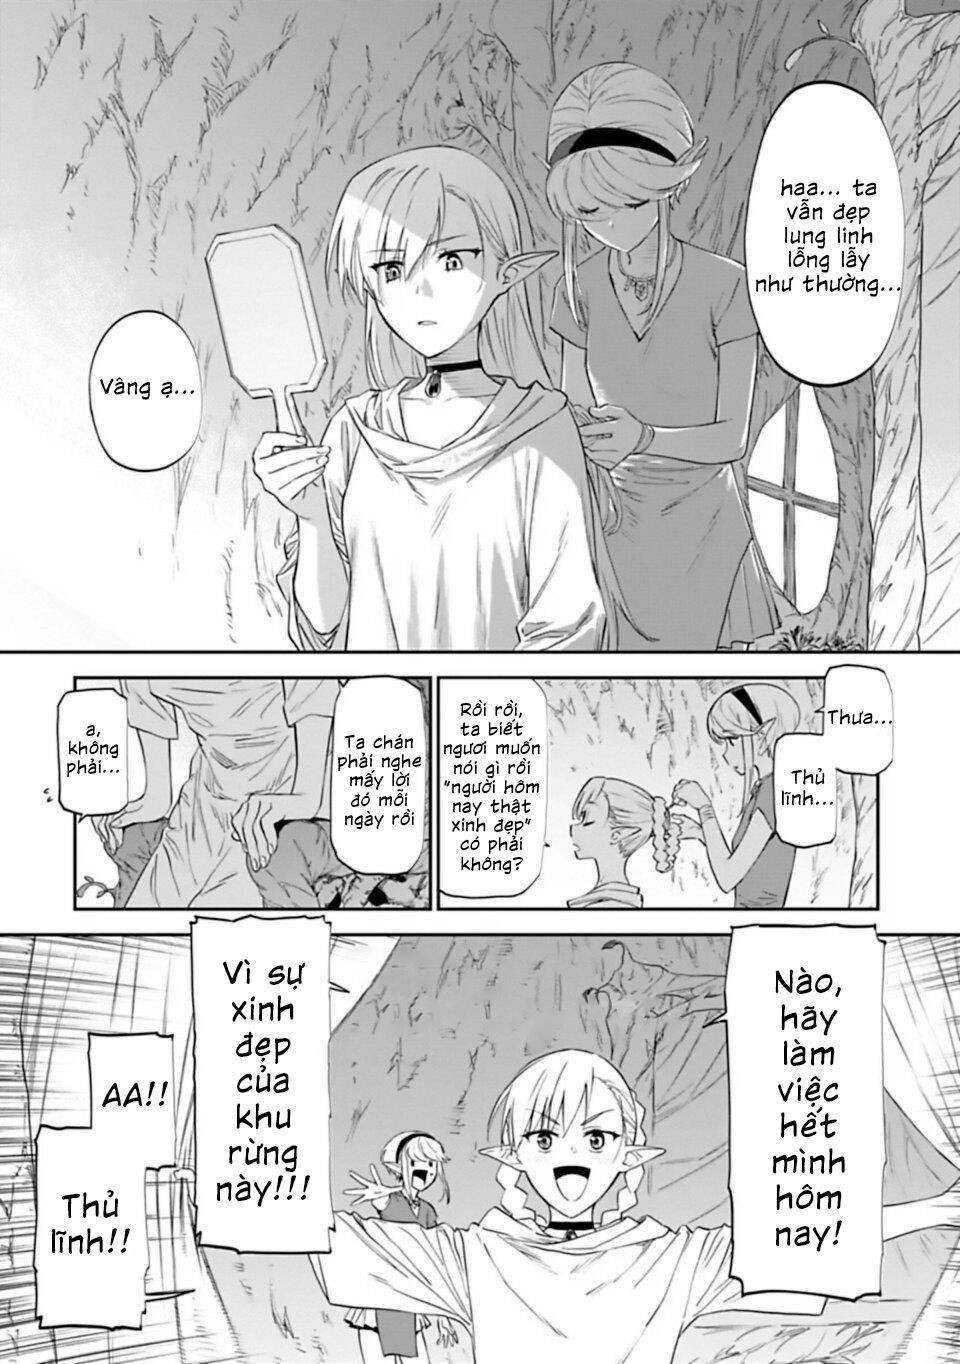 haa... ta
vẫn đẹp
lung linh
lỗng lẫy
như thường...
Vâng ạ...
Thưa...
Thủ
lĩnh...
Rồi rồi,
ta biết
ngươi muốn
nói gì rồi
"người hôm
nay thật
xinh đẹp"
có phải
không?
Ta chán
phải nghe
mấy lời
đó mỗi
ngày rồi
a,
không
phải...
Nào,
hãy
làm
việc
hết
mình
hôm
nay!
Vì sự
xinh
đẹp
của
khu
rừng
này!!!
AA!!
Thủ
lĩnh!!